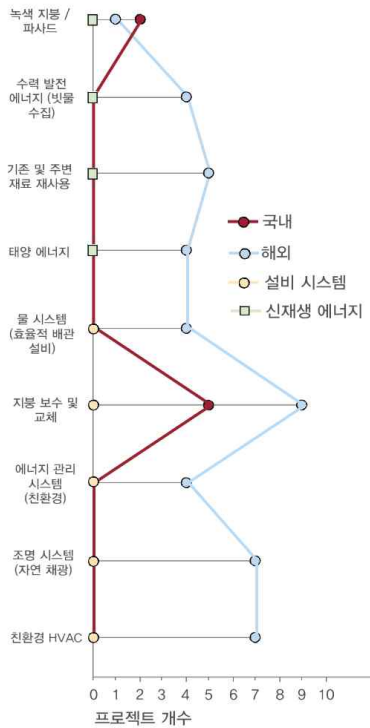 녹색 지붕 /
파사드
수력 발전
에너지 (빗물
수집)
기존 및 주변
재료 재사용
태양 에너지
물 시스템
(효율적 배관
설비)
지붕 보수 및
교체
에너지 관리
시스템
(친환경)
조명 시스템
(자연 채광)
친환경 HVAC
국내
해외
설비 시스템
신재생 에너지
0 1 2 3 4 5 6 7 8 9 10
프로젝트 개수